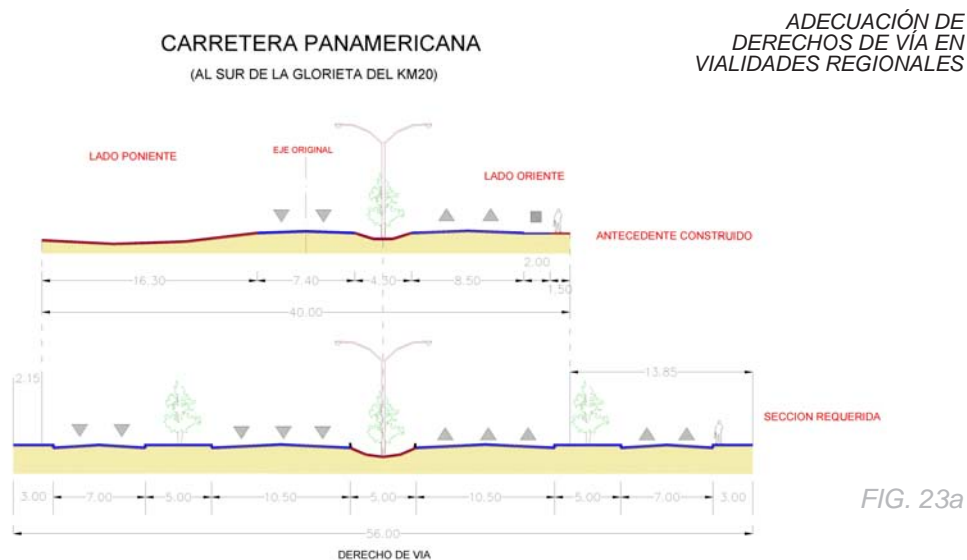 ADECUACIÓN DE
DERECHOS DE VÍA EN
VIALIDADES REGIONALES
CARRETERA PANAMERICANA
(AL SUR DE LA GLORIETA DEL KM20)
LADO PONIENTE
EJE ORIGINAL
LADO ORIENTE
ANTECEDENTE CONSTRUIDO
16.30 7.40 4.30 8.50 2.00 1.50
40.00
2.15 13.85
SECCION REQUERIDA
3.00 7.00 5.00 10.50 5.00 10.50 5.00 7.00 3.00
56.00
DERECHO DE VIA
FIG. 23a